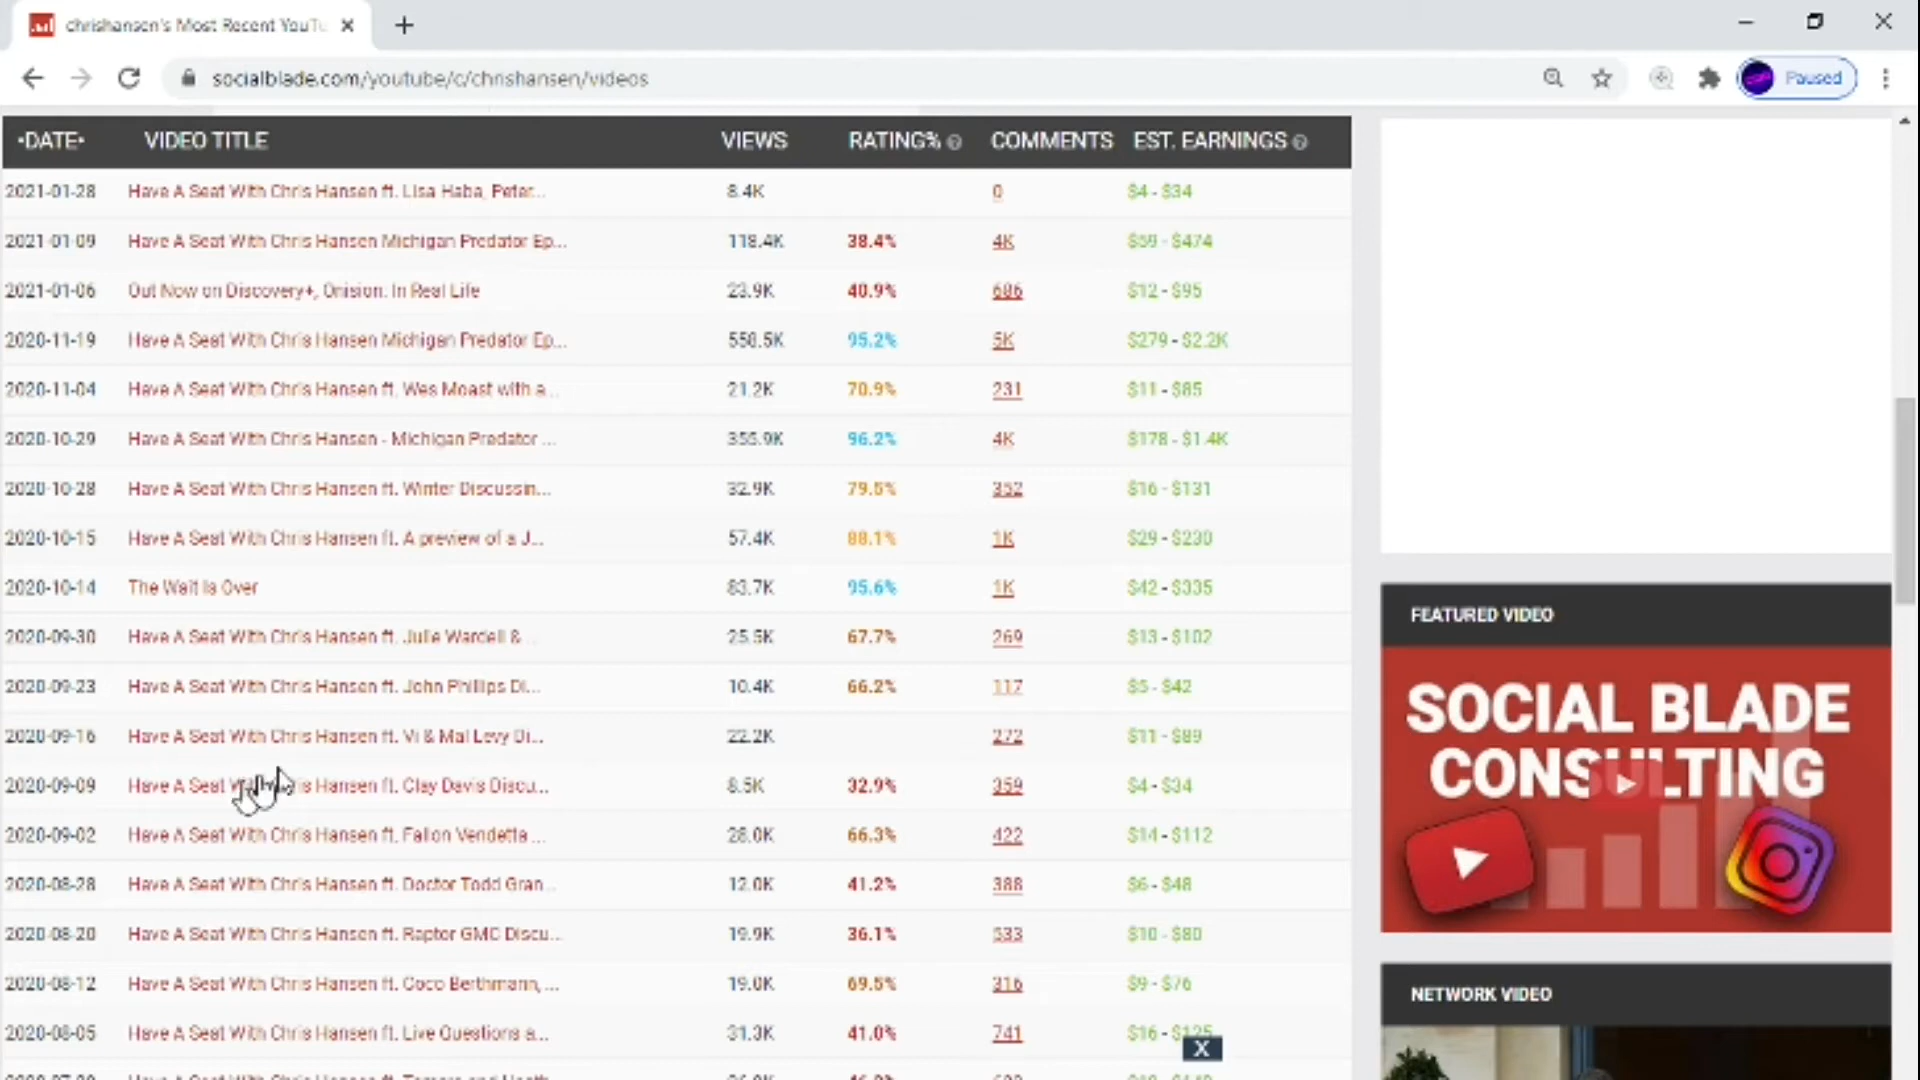 chrishansen's Most Recent YouTu
socialblade.com/youtube/c/chrishansen/videos
Paused
•DATE• VIDEO TITLE VIEWS RATING% COMMENTS EST. EARNINGS
2021-01-28 Have A Seat With Chris Hansen ft. Lisa Haba, Peter... 8.4K 0 $4 - $34
2021-01-09 Have A Seat With Chris Hansen Michigan Predator Ep... 118.4K 38.4% 4K $59 - $474
2021-01-06 Out Now on Discovery+, Onision: In Real Life 23.9K 40.9% 686 $12 - $95
2020-11-19 Have A Seat With Chris Hansen Michigan Predator Ep... 558.5K 95.2% 5K $279 - $2.2K
2020-11-04 Have A Seat With Chris Hansen ft. Wes Moast with a... 21.2K 70.9% 231 $11 - $85
2020-10-29 Have A Seat With Chris Hansen - Michigan Predator ... 355.9K 96.2% 4K $178 - $1.4K
2020-10-28 Have A Seat With Chris Hansen ft. Winter Discussin... 32.9K 79.5% 352 $16 - $131
2020-10-15 Have A Seat With Chris Hansen ft. A preview of a J... 57.4K 88.1% 1K $29 - $230
2020-10-14 The Wait Is Over 83.7K 95.6% 1K $42 - $335
2020-09-30 Have A Seat With Chris Hansen ft. Julie Wardell & ... 25.5K 67.7% 269 $13 - $102
2020-09-23 Have A Seat With Chris Hansen ft. John Phillips Di... 10.4K 66.2% 117 $5 - $42
2020-09-16 Have A Seat With Chris Hansen ft. Vi & Mal Levy Di... 22.2K 272 $11 - $89
2020-09-09 Have A Seat With Chris Hansen ft. Clay Davis Discu... 8.5K 32.9% 359 $4 - $34
2020-09-02 Have A Seat With Chris Hansen ft. Fallon Vendetta ... 28.0K 66.3% 422 $14 - $112
2020-08-28 Have A Seat With Chris Hansen ft. Doctor Todd Gran... 12.0K 41.2% 388 $6 - $48
2020-08-20 Have A Seat With Chris Hansen ft. Raptor GMC Discu... 19.9K 36.1% 533 $10 - $80
2020-08-12 Have A Seat With Chris Hansen ft. Coco Berthmann, ... 19.0K 69.5% 316 $9 - $76
2020-08-05 Have A Seat With Chris Hansen ft. Live Questions a... 31.3K 41.0% 741 $16 - $125
X
FEATURED VIDEO
SOCIAL BLADE
CONSULTING
NETWORK VIDEO